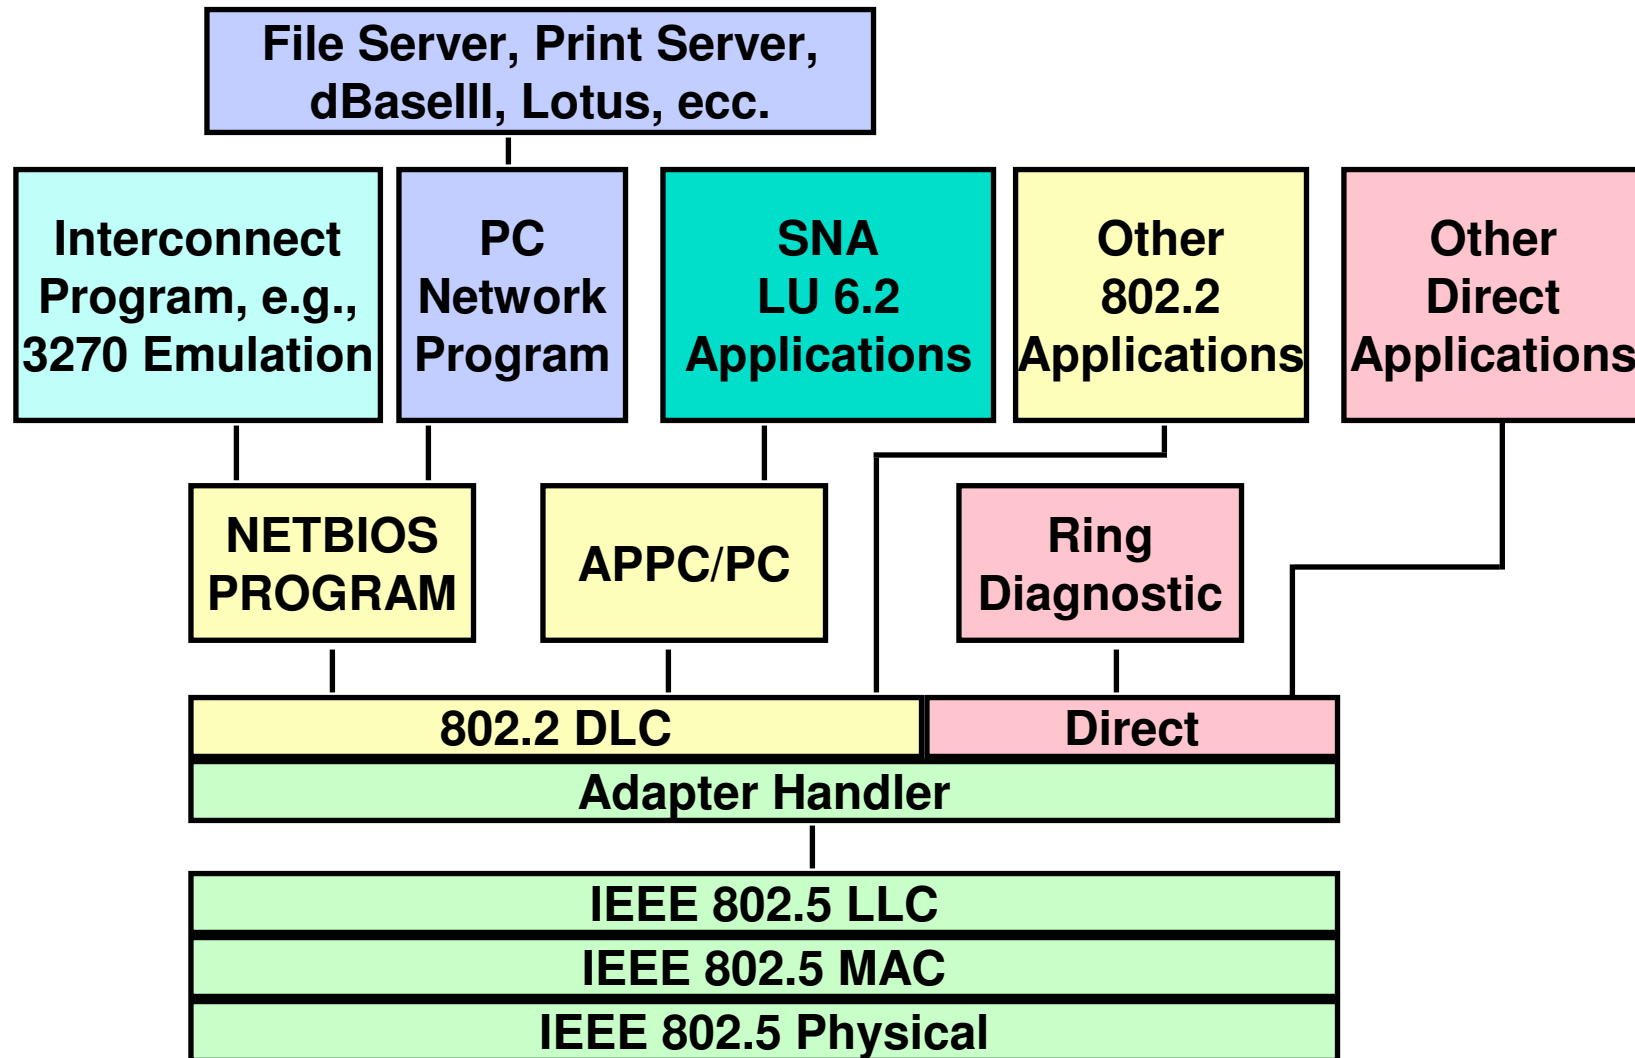 File Server, Print Server,
dBaseIII, Lotus, ecc.
Interconnect
Program, e.g.,
3270 Emulation
PC
Network
Program
SNA
LU 6.2
Applications
Other
802.2
Applications
Other
Direct
Applications
NETBIOS
PROGRAM
APPC/PC
Ring
Diagnostic
802.2 DLC
Direct
Adapter Handler
IEEE 802.5 LLC
IEEE 802.5 MAC
IEEE 802.5 Physical